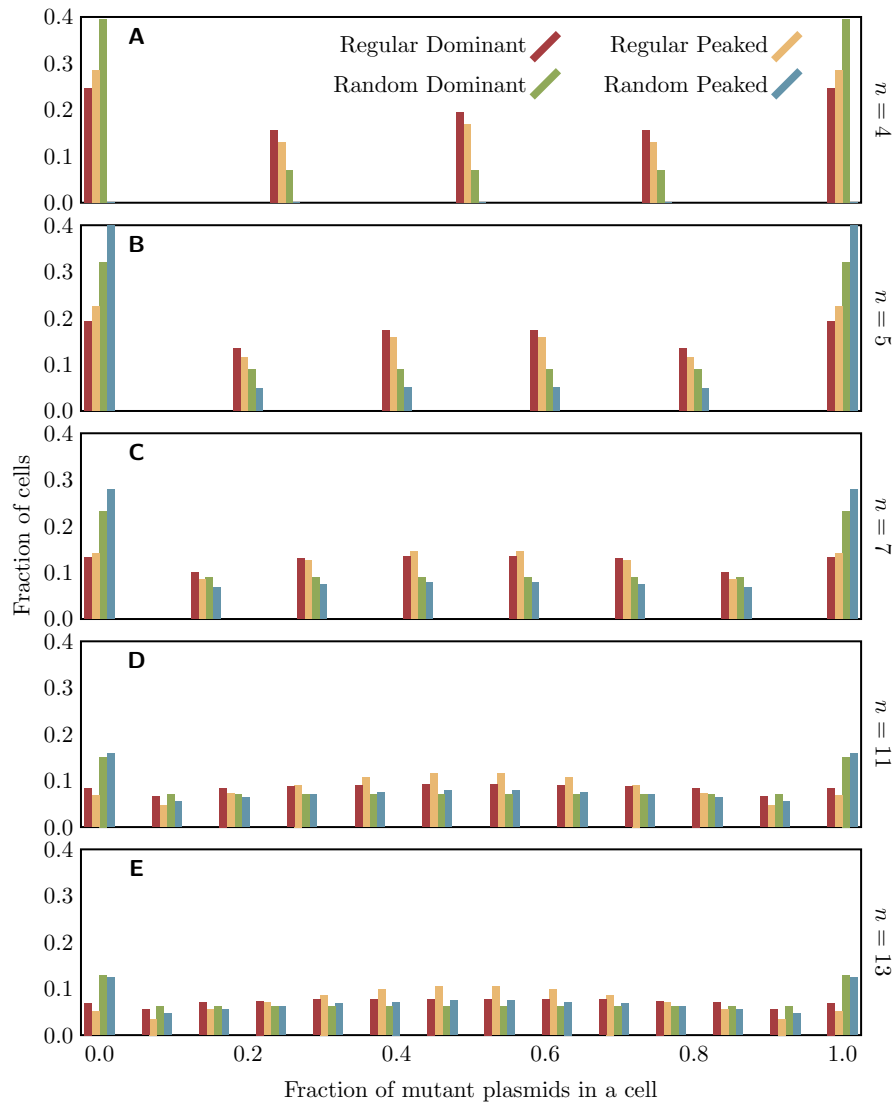 A
Regular Dominant
Regular Peaked
Random Dominant
Random Peaked
0.4
0.3
0.2
0.1
0.0
n = 4
B
0.4
0.3
0.2
0.1
0.0
n = 5
C
0.4
0.3
0.2
0.1
0.0
n = 7
D
0.4
0.3
0.2
0.1
0.0
n = 11
E
0.4
0.3
0.2
0.1
0.0
n = 13
Fraction of cells
0.0 0.2 0.4 0.6 0.8 1.0
Fraction of mutant plasmids in a cell